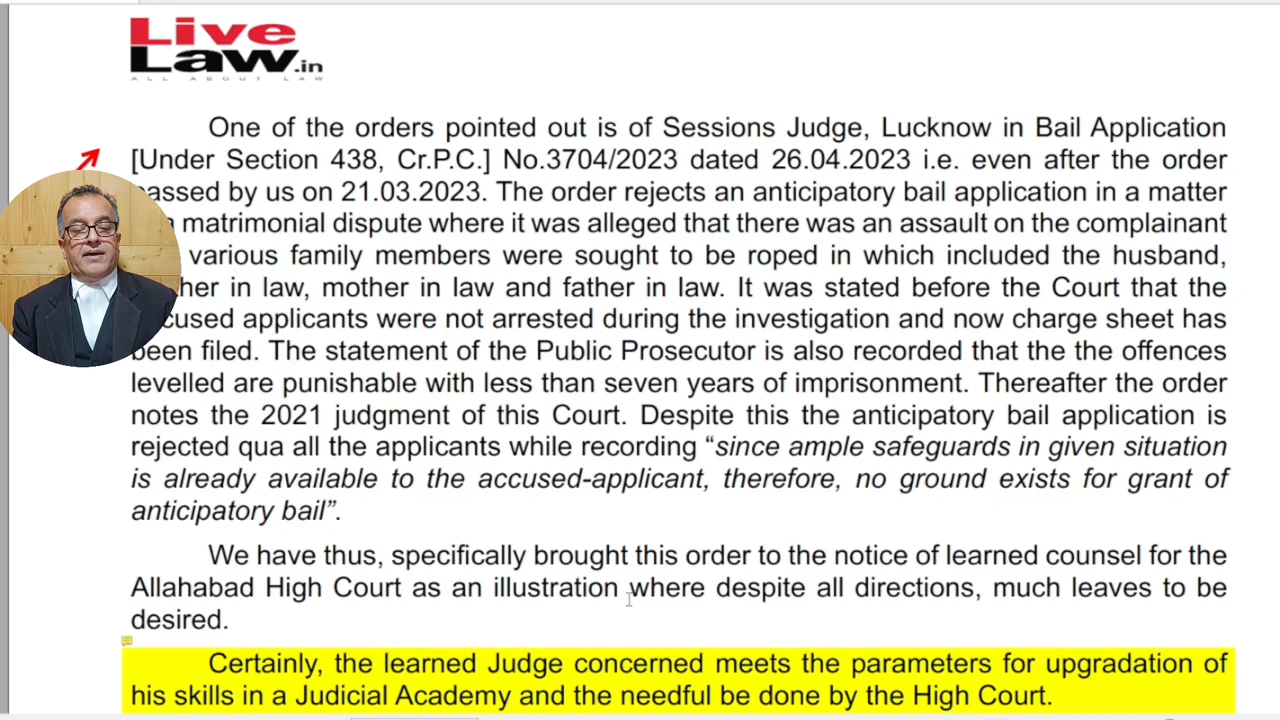 Live
Law.in
ALL ABOUT LAW
One of the orders pointed out is of Sessions Judge, Lucknow in Bail Application
[Under Section 438, Cr.P.C.] No.3704/2023 dated 26.04.2023 i.e. even after the order
passed by us on 21.03.2023. The order rejects an anticipatory bail application in a matter
matrimonial dispute where it was alleged that there was an assault on the complainant
various family members were sought to be roped in which included the husband,
her in law, mother in law and father in law. It was stated before the Court that the
cused applicants were not arrested during the investigation and now charge sheet has
been filed. The statement of the Public Prosecutor is also recorded that the the offences
levelled are punishable with less than seven years of imprisonment. Thereafter the order
notes the 2021 judgment of this Court. Despite this the anticipatory bail application is
rejected qua all the applicants while recording “since ample safeguards in given situation
is already available to the accused-applicant, therefore, no ground exists for grant of
anticipatory bail”.
We have thus, specifically brought this order to the notice of learned counsel for the
Allahabad High Court as an illustration where despite all directions, much leaves to be
desired.
Certainly, the learned Judge concerned meets the parameters for upgradation of
his skills in a Judicial Academy and the needful be done by the High Court.